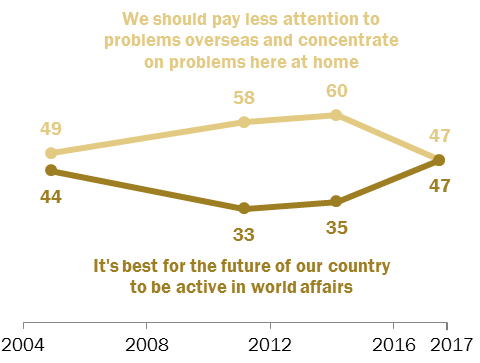 We should pay less attention to
problems overseas and concentrate
on problems here at home
60
58
49
47
44
47
33
35
It's best for the future of our country
to be active in world affairs
2004 2008 2012 2016 2017